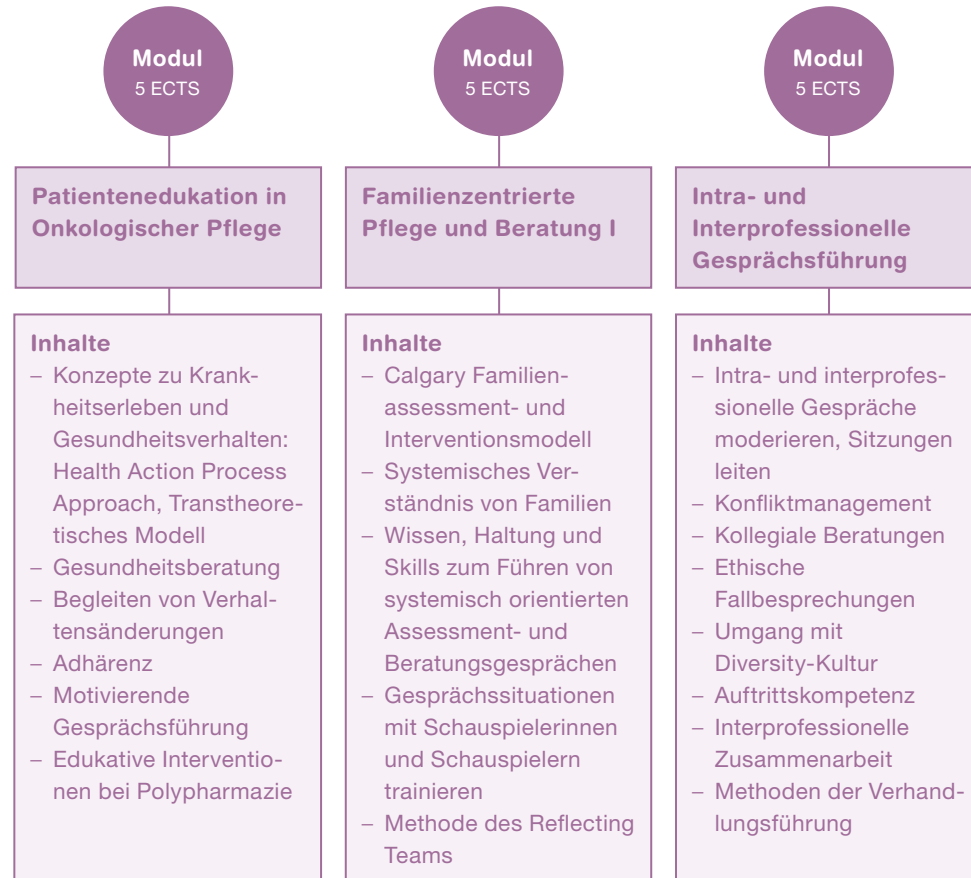 Modul
5 ECTS
Patientenedukation in
Onkologischer Pflege
Inhalte
– Konzepte zu Krank-
heitserleben und
Gesundheitsverhalten:
Health Action Process
Approach, Transtheore-
tisches Modell
– Gesundheitsberatung
– Begleiten von Verhal-
tensänderungen
– Adhärenz
– Motivierende
Gesprächsführung
– Edukative Interventio-
nen bei Polypharmazie
Modul
5 ECTS
Familienzentrierte
Pflege und Beratung I
Inhalte
– Calgary Familien-
assessment- und
Interventionsmodell
– Systemisches Ver-
ständnis von Familien
– Wissen, Haltung und
Skills zum Führen von
systemisch orientierten
Assessment- und
Beratungsgesprächen
– Gesprächssituationen
mit Schauspielerinnen
und Schauspielern
trainieren
– Methode des Reflecting
Teams
Modul
5 ECTS
Intra- und
Interprofessionelle
Gesprächsführung
Inhalte
– Intra- und interprofes-
sionelle Gespräche
moderieren, Sitzungen
leiten
– Konfliktmanagement
– Kollegiale Beratungen
– Ethische
Fallbesprechungen
– Umgang mit
Diversity-Kultur
– Auftrittskompetenz
– Interprofessionelle
Zusammenarbeit
– Methoden der Verhand-
lungsführung